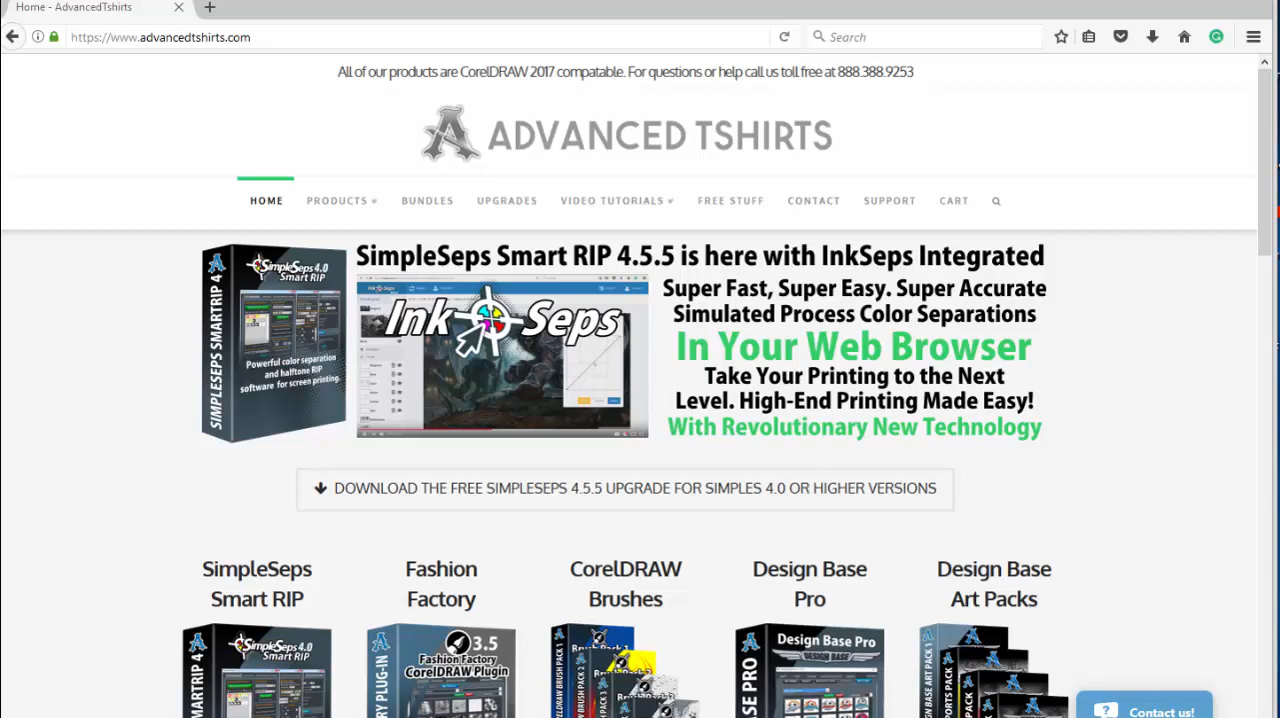 Home - AdvancedTshirts
https://www.advancedtshirts.com
Search
All of our products are CorelDRAW 2017 compatable. For questions or help call us toll free at 888.388.9253
ADVANCED TSHIRTS
HOME PRODUCTS BUNDLES UPGRADES VIDEO TUTORIALS FREE STUFF CONTACT SUPPORT CART
SimpleSeps Smart RIP 4.5.5 is here with InkSeps Integrated
SIMPLESEPS SMARTRIP 4
SimpleSeps 4.0
Smart RIP
Powerful color separation
and halftone RIP
software for screen printing.
Ink Seps
Super Fast, Super Easy. Super Accurate
Simulated Process Color Separations
In Your Web Browser
Take Your Printing to the Next
Level. High-End Printing Made Easy!
With Revolutionary New Technology
DOWNLOAD THE FREE SIMPLESEPS 4.5.5 UPGRADE FOR SIMPLES 4.0 OR HIGHER VERSIONS
SimpleSeps
Smart RIP
Fashion
Factory
CorelDRAW
Brushes
Design Base
Pro
Design Base
Art Packs
SimpleSeps 4.0
Smart RIP
3.5
Fashion Factory
CorelDRAW Plugin
Brush Pack 1
Design Base Pro
DESIGN BASE
Contact us!